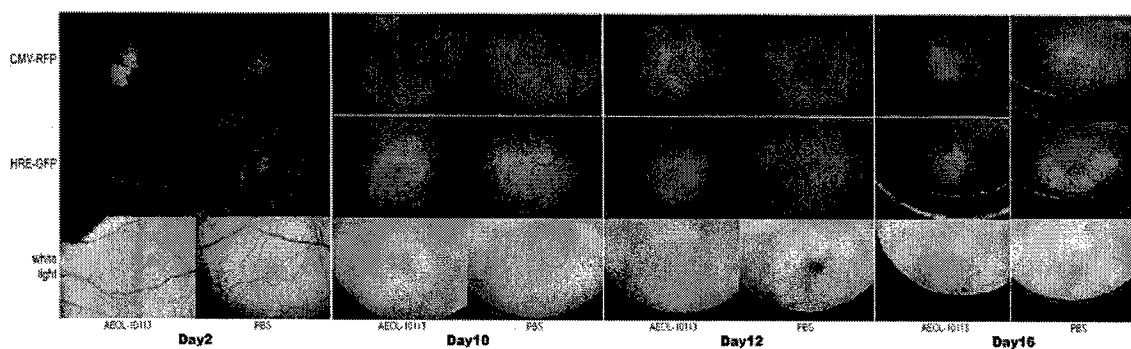 CMV-RFP
HRE-GFP
white
light
AEOL-10113 PBS AEOL-10113 PBS AEOL-10113 PBS AEOL-10113 PBS
Day2 Day10 Day12 Day16